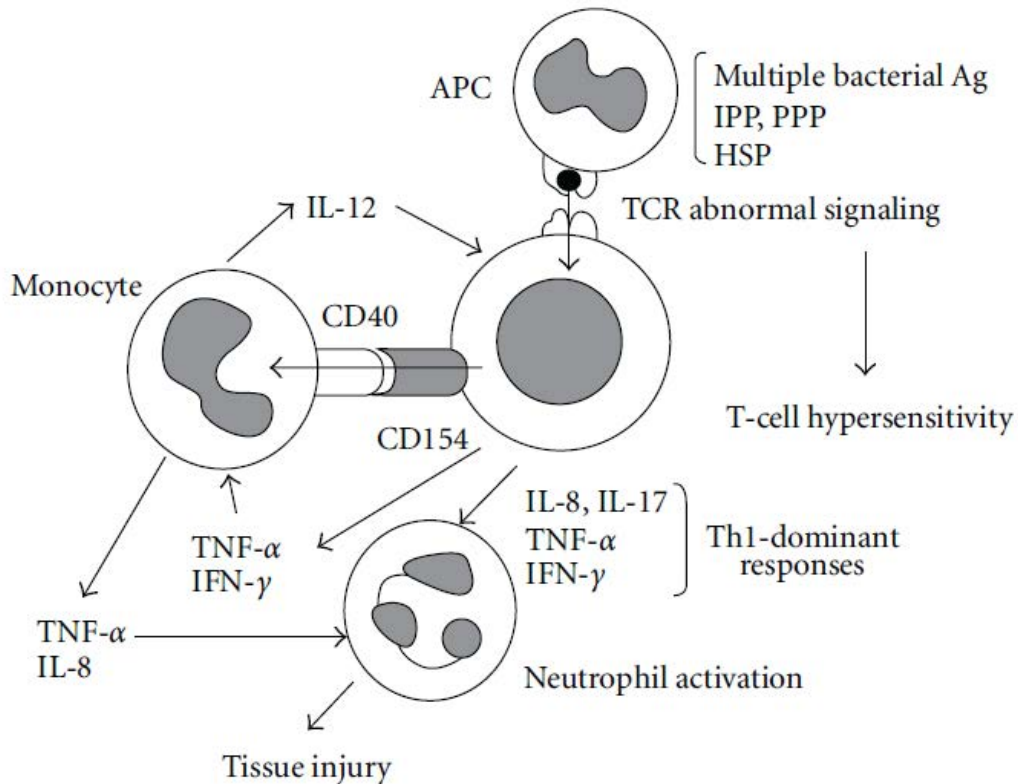 APC
Multiple bacterial Ag
IPP, PPP
HSP
TCR abnormal signaling
IL-12
Monocyte
CD40
T-cell hypersensitivity
CD154
IL-8, IL-17
TNF-α
IFN-γ
Th1-dominant
responses
TNF-α
IFN-γ
TNF-α
IL-8
Neutrophil activation
Tissue injury